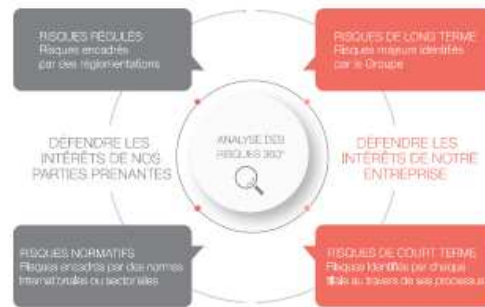 RISQUES RÉGULÉS
Risques encadrés
par des réglementations
RISQUES DE LONG TERME
Risques majeurs identifiés
par le Groupe
DÉFENDRE LES
INTÉRÊTS DE NOS
PARTIES PRENANTES
ANALYSE DES
RISQUES 360°
DÉFENDRE LES
INTÉRÊTS DE NOTRE
ENTREPRISE
RISQUES NORMATIFS
Risques encadrés par des normes
Internationales ou sectorielles
RISQUES DE COURT TERME
Risques Identifiés par chaque
filiale au travers de ses processus